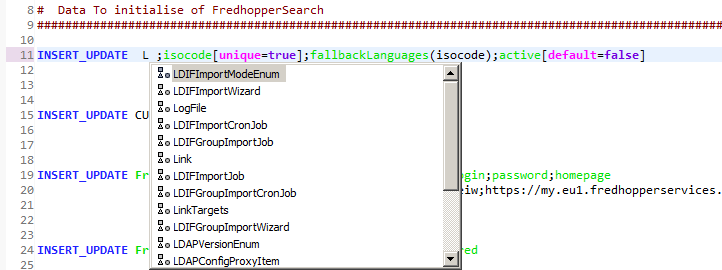 8 #  Data To initialise of FredhopperSearch
9 ####################################################################################################
10
11 INSERT_UPDATE  L ;isocode[unique=true];fallbackLanguages(isocode);active[default=false]
12 LDIFImportModeEnum
13 LDIFImportWizard
14 LogFile
15 INSERT_UPDATE CU LDIFImportCronJob
16 LDIFGroupImportJob
17 Link
18
19 INSERT_UPDATE Fr LDIFImportJob gin;password;homepage
20 LDIFGroupImportCronJob eiw;https://my.eu1.fredhopperservices.
21 LinkTargets
22 LDIFGroupImportWizard
23
24 INSERT_UPDATE Fr LDAPVersionEnum red
25 LDAPConfigProxyItem